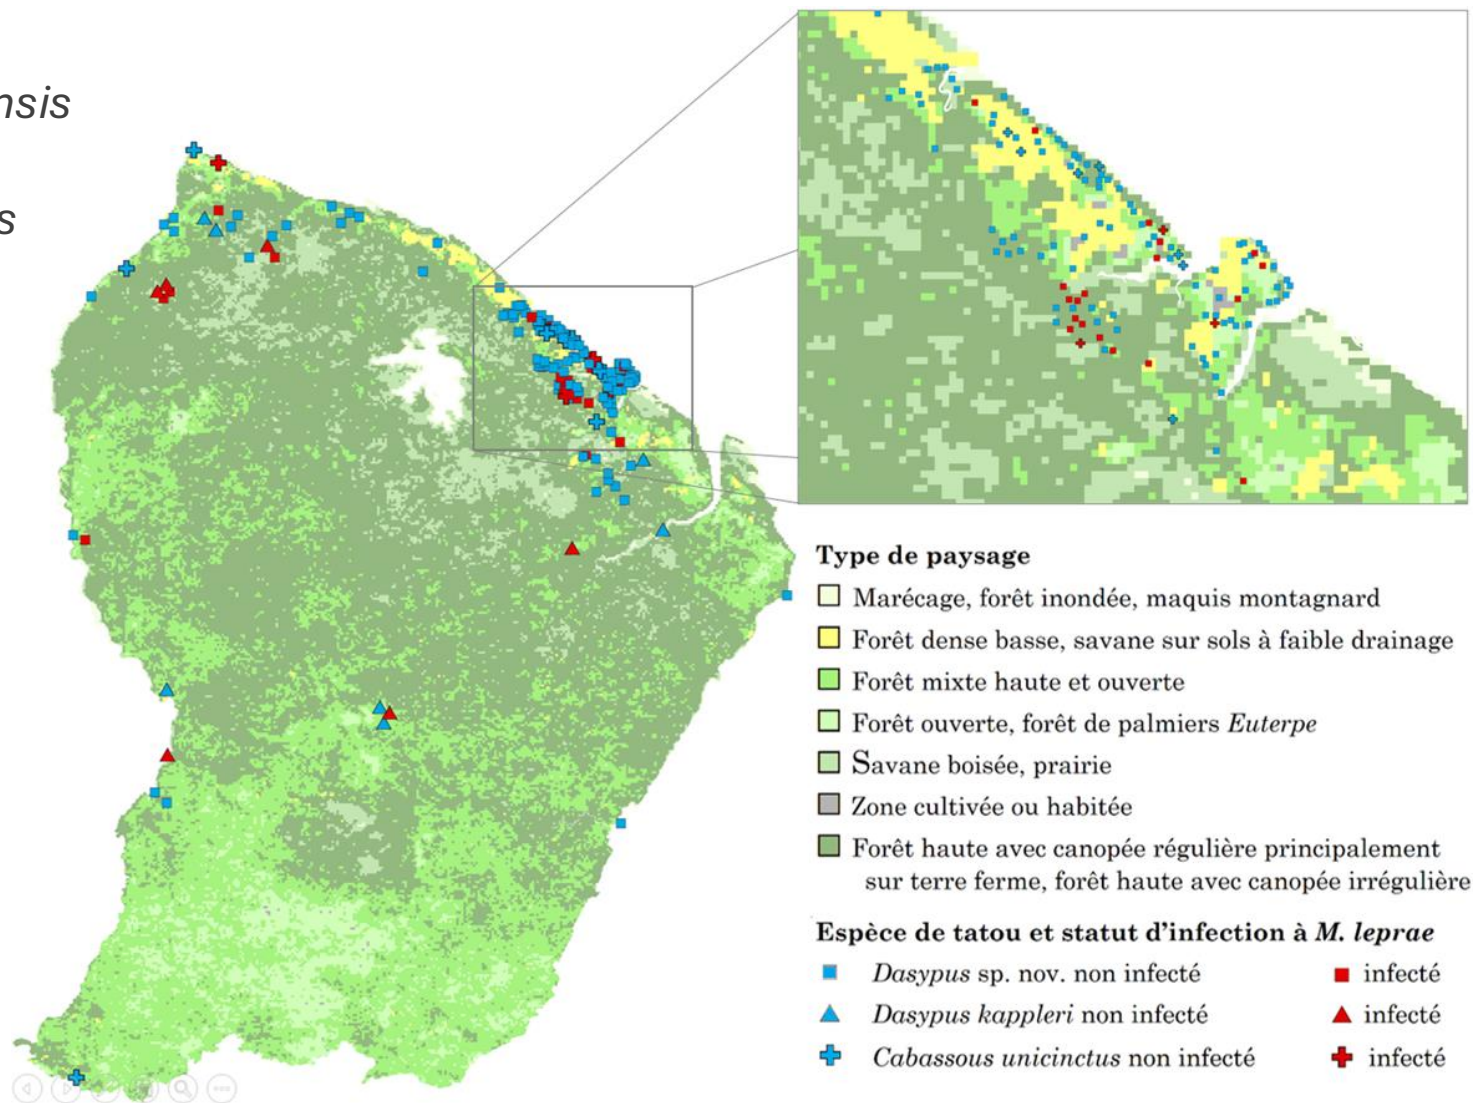 nsis
s
Type de paysage
Marécage, forêt inondée, maquis montagnard
Forêt dense basse, savane sur sols à faible drainage
Forêt mixte haute et ouverte
Forêt ouverte, forêt de palmiers Euterpe
Savane boisée, prairie
Zone cultivée ou habitée
Forêt haute avec canopée régulière principalement
sur terre ferme, forêt haute avec canopée irrégulière
Espèce de tatou et statut d'infection à M. leprae
Dasypus sp. nov. non infecté infecté
Dasypus kappleri non infecté infecté
Cabassous unicinctus non infecté infecté